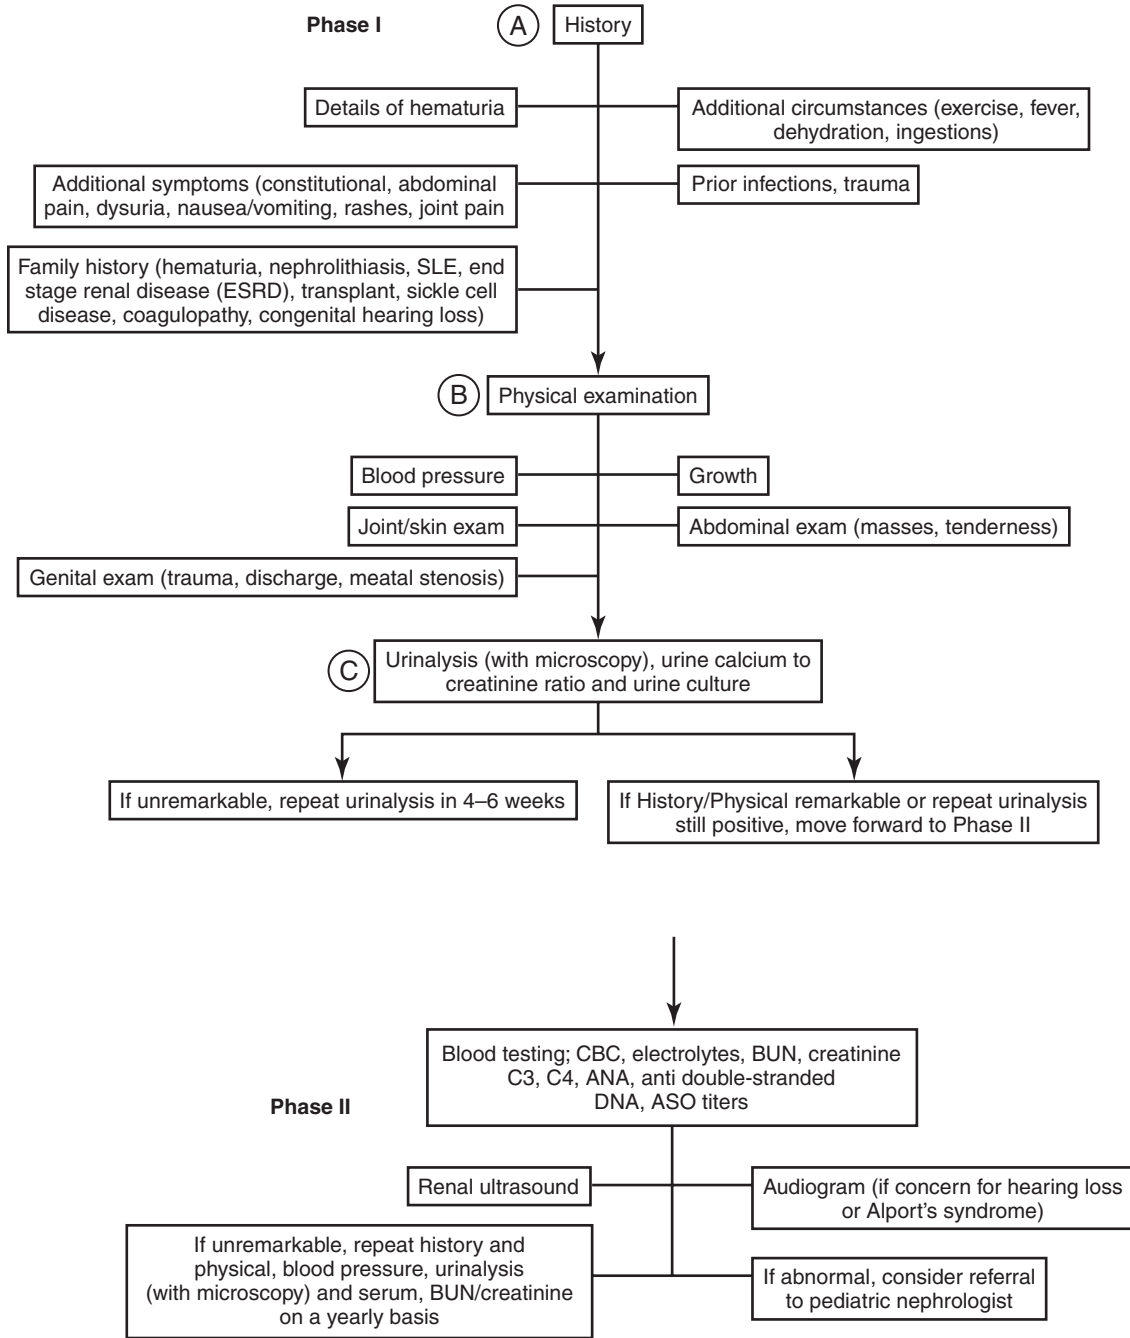 Phase I
A
History
Details of hematuria
Additional circumstances (exercise, fever,
dehydration, ingestions)
Additional symptoms (constitutional, abdominal
pain, dysuria, nausea/vomiting, rashes, joint pain
Prior infections, trauma
Family history (hematuria, nephrolithiasis, SLE, end
stage renal disease (ESRD), transplant, sickle cell
disease, coagulopathy, congenital hearing loss)
B
Physical examination
Blood pressure
Growth
Joint/skin exam
Abdominal exam (masses, tenderness)
Genital exam (trauma, discharge, meatal stenosis)
C
Urinalysis (with microscopy), urine calcium to
creatinine ratio and urine culture
If unremarkable, repeat urinalysis in 4–6 weeks
If History/Physical remarkable or repeat urinalysis
still positive, move forward to Phase II
Phase II
Blood testing; CBC, electrolytes, BUN, creatinine
C3, C4, ANA, anti double-stranded
DNA, ASO titers
Renal ultrasound
Audiogram (if concern for hearing loss
or Alport's syndrome)
If unremarkable, repeat history and
physical, blood pressure, urinalysis
(with microscopy) and serum, BUN/creatinine
on a yearly basis
If abnormal, consider referral
to pediatric nephrologist